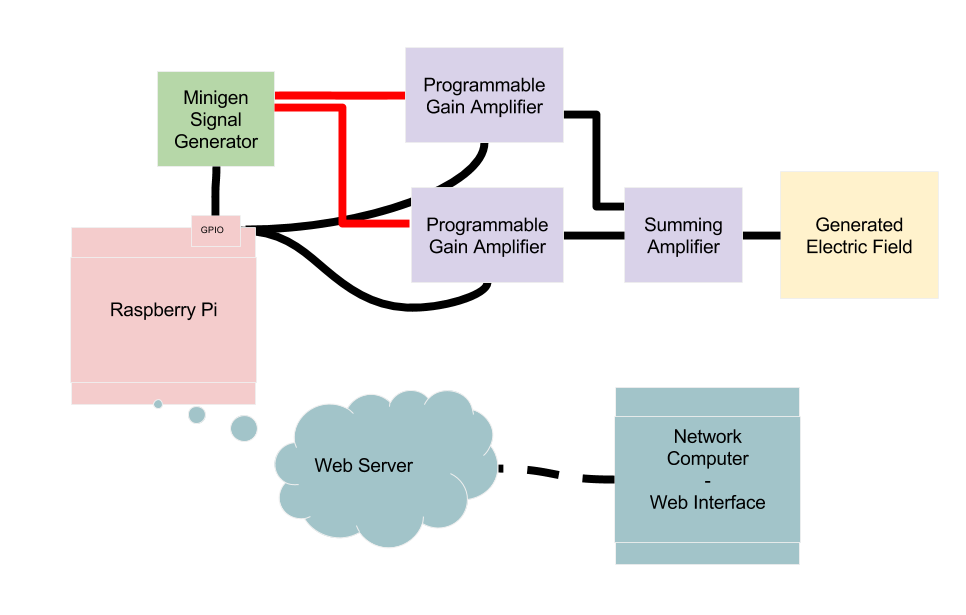 Programmable
Gain Amplifier
Minigen
Signal
Generator
GPIO
Programmable
Gain Amplifier
Summing
Amplifier
Generated
Electric Field
Raspberry Pi
Web Server
Network
Computer
-
Web Interface